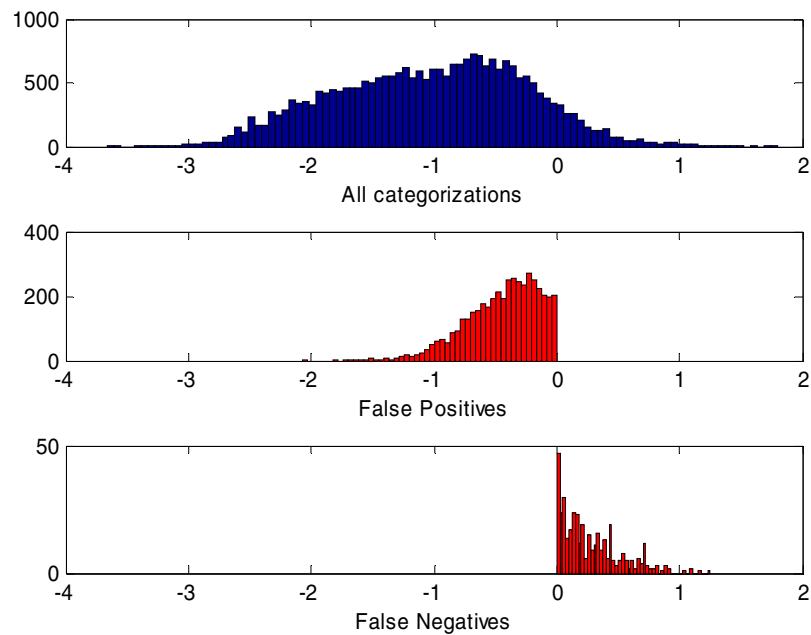 1000
500
0
-4 -3 -2 -1 0 1 2
All categorizations
400
200
0
-4 -3 -2 -1 0 1 2
False Positives
50
0
-4 -3 -2 -1 0 1 2
False Negatives